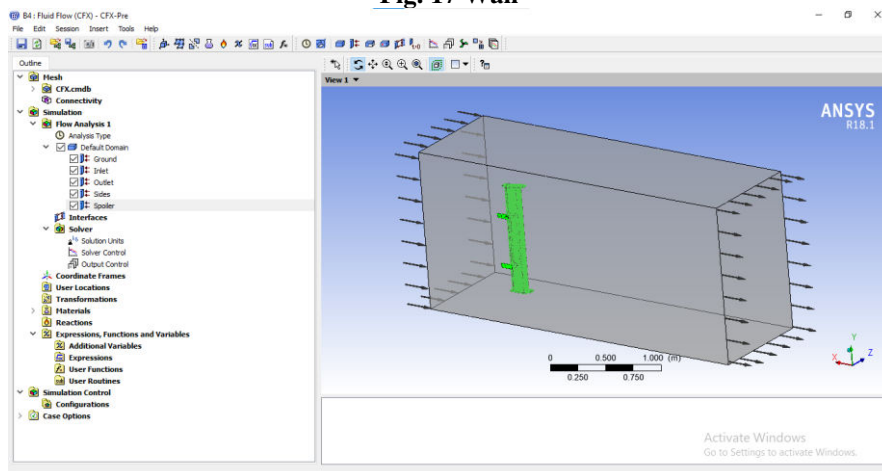 Fig. 17 Wall
B4 : Fluid Flow (CFX) - CFX-Pre
File Edit Session Insert Tools Help
Outline
Mesh
CFX.cmdb
Connectivity
Simulation
Flow Analysis 1
Analysis Type
Default Domain
Ground
Inlet
Outlet
Sides
Spoiler
Interfaces
Solver
Solution Units
Solver Control
Output Control
Coordinate Frames
User Locations
Transformations
Materials
Reactions
Expressions, Functions and Variables
Additional Variables
Expressions
User Functions
User Routines
Simulation Control
Configurations
Case Options
View 1
ANSYS
R18.1
0 0.500 1.000 (m)
0.250 0.750
Y
X Z
Activate Windows
Go to Settings to activate Windows.